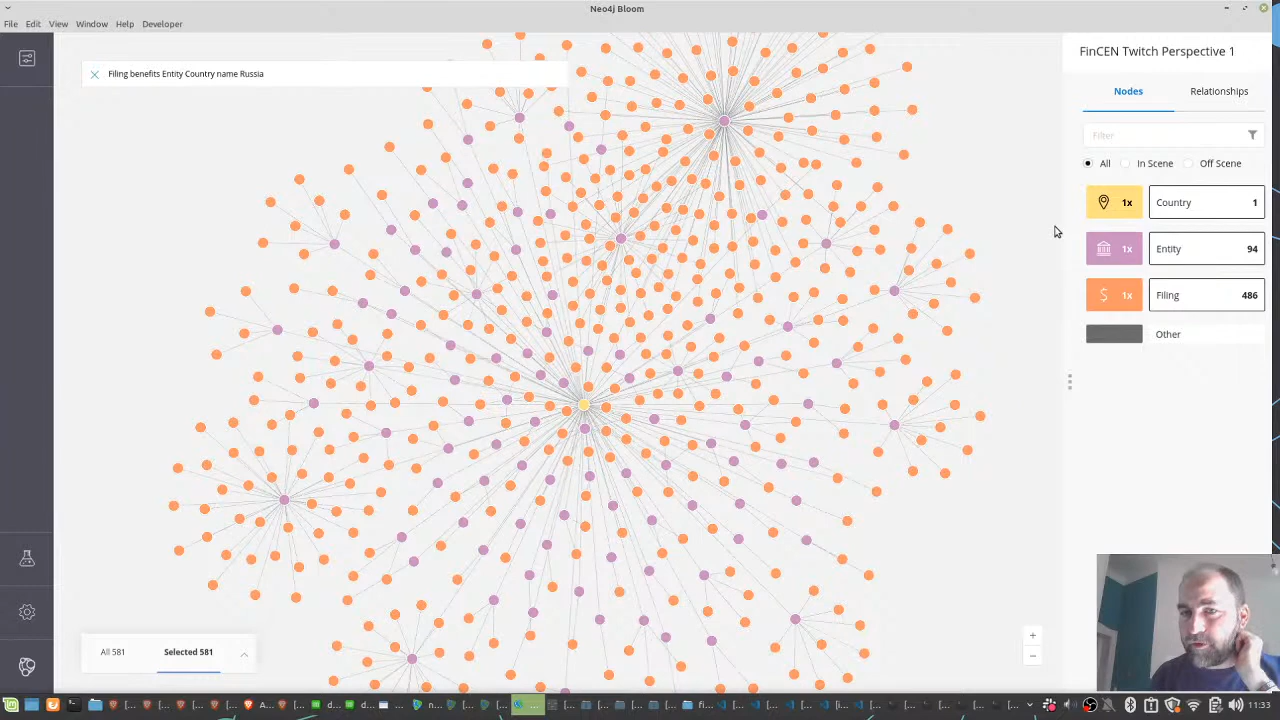 Neo4j Bloom
File Edit View Window Help Developer
Filing benefits Entity Country name Russia
FinCEN Twitch Perspective 1
Nodes Relationships
Filter
All In Scene Off Scene
1x Country 1
1x Entity 94
$ 1x Filing 486
Other
All 581 Selected 581
+
−
11:33